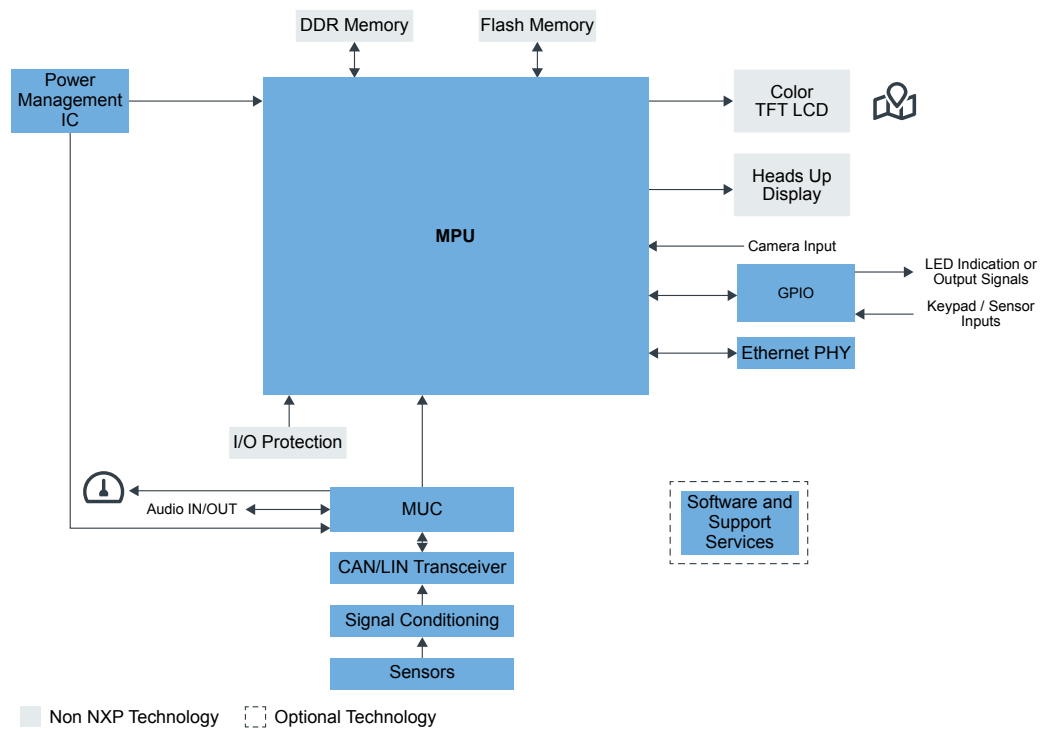 DDR Memory
Flash Memory
Power
Management
IC
Color
TFT LCD
Heads Up
Display
MPU
Camera Input
GPIO
LED Indication or
Output Signals
Keypad / Sensor
Inputs
Ethernet PHY
I/O Protection
Audio IN/OUT
MUC
Software and
Support
Services
CAN/LIN Transceiver
Signal Conditioning
Sensors
Non NXP Technology
Optional Technology